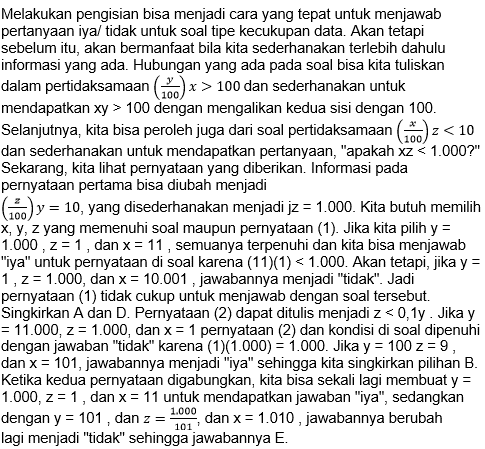 Melakukan pengisian bisa menjadi cara yang tepat untuk menjawab
pertanyaan iya/ tidak untuk soal tipe kecukupan data. Akan tetapi
sebelum itu, akan bermanfaat bila kita sederhanakan terlebih dahulu
informasi yang ada. Hubungan yang ada pada soal bisa kita tuliskan
dalam pertidaksamaan (y/100)x > 100 dan sederhanakan untuk
mendapatkan xy > 100 dengan mengalikan kedua sisi dengan 100.
Selanjutnya, kita bisa peroleh juga dari soal pertidaksamaan (x/100)z < 10
dan sederhanakan untuk mendapatkan pertanyaan, "apakah xz < 1.000?"
Sekarang, kita lihat pernyataan yang diberikan. Informasi pada
pernyataan pertama bisa diubah menjadi
(z/100)y = 10, yang disederhanakan menjadi jz = 1.000. Kita butuh memilih
x, y, z yang memenuhi soal maupun pernyataan (1). Jika kita pilih y =
1.000 , z = 1 , dan x = 11 , semuanya terpenuhi dan kita bisa menjawab
"iya" untuk pernyataan di soal karena (11)(1) < 1.000. Akan tetapi, jika y =
1 , z = 1.000, dan x = 10.001 , jawabannya menjadi "tidak". Jadi
pernyataan (1) tidak cukup untuk menjawab dengan soal tersebut.
Singkirkan A dan D. Pernyataan (2) dapat ditulis menjadi z < 0,1y . Jika y
= 11.000, z = 1.000, dan x = 1 pernyataan (2) dan kondisi di soal dipenuhi
dengan jawaban "tidak" karena (1)(1.000) = 1.000. Jika y = 100 z = 9 ,
dan x = 101, jawabannya menjadi "iya" sehingga kita singkirkan pilihan B.
Ketika kedua pernyataan digabungkan, kita bisa sekali lagi membuat y =
1.000, z = 1 , dan x = 11 untuk mendapatkan jawaban "iya", sedangkan
dengan y = 101 , dan z = 1.000/101, dan x = 1.010 , jawabannya berubah
lagi menjadi "tidak" sehingga jawabannya E.